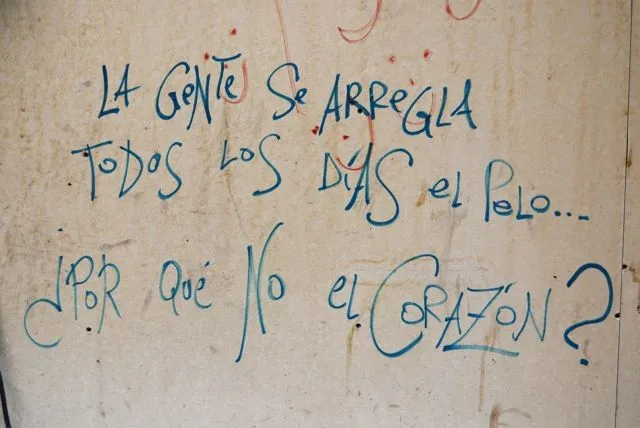 LA GeNTe Se ARReGLA
TODOS LOS DíAS el PeLo...
¿PoR Qué No el CORAZÓN?